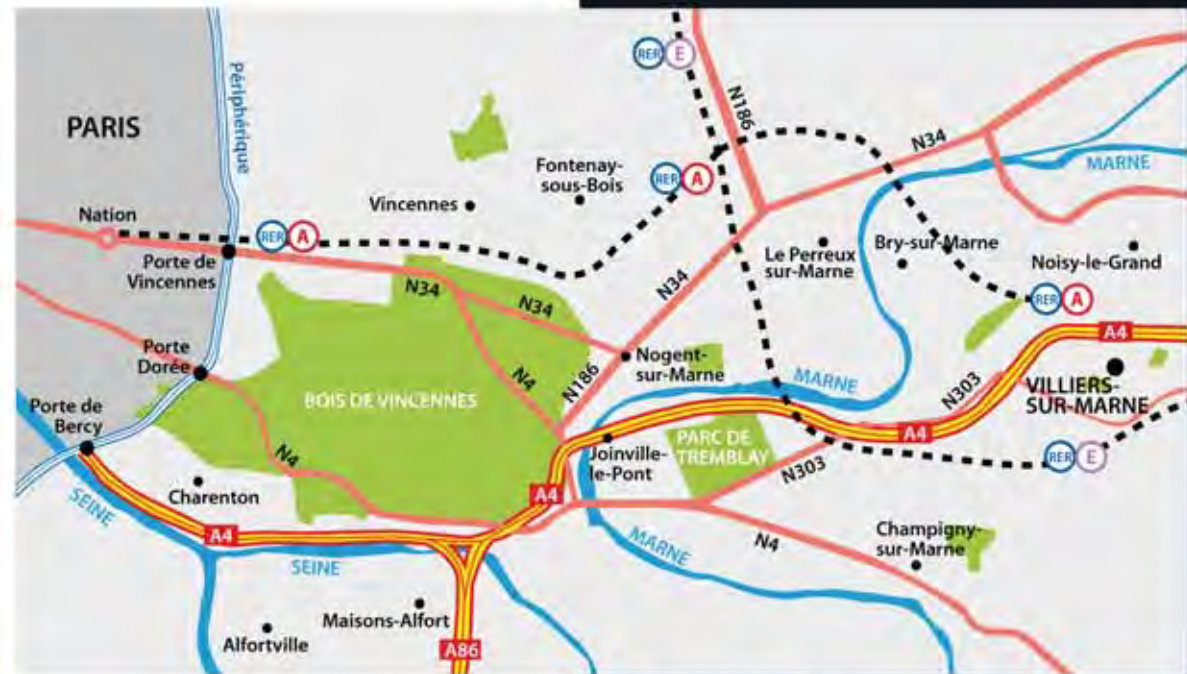 RER E
PARIS
Périphérique
N186
N34
MARNE
Fontenay-
sous-Bois
RER A
Vincennes
Nation
RER A
Porte de
Vincennes
Le Perreux
sur-Marne
Bry-sur-Marne
Noisy-le-Grand
N34
N34
N34
RER A
A4
Porte
Dorée
N4
N186
Nogent-
sur-Marne
MARNE
N303
VILLIERS-
SUR-MARNE
BOIS DE VINCENNES
Porte de
Bercy
A4
PARC DE
TREMBLAY
Joinville-
le-Pont
N303
RER E
N4
Charenton
SEINE
A4
A4
MARNE
N4
Champigny-
sur-Marne
SEINE
Maisons-Alfort
Alfortville
A86